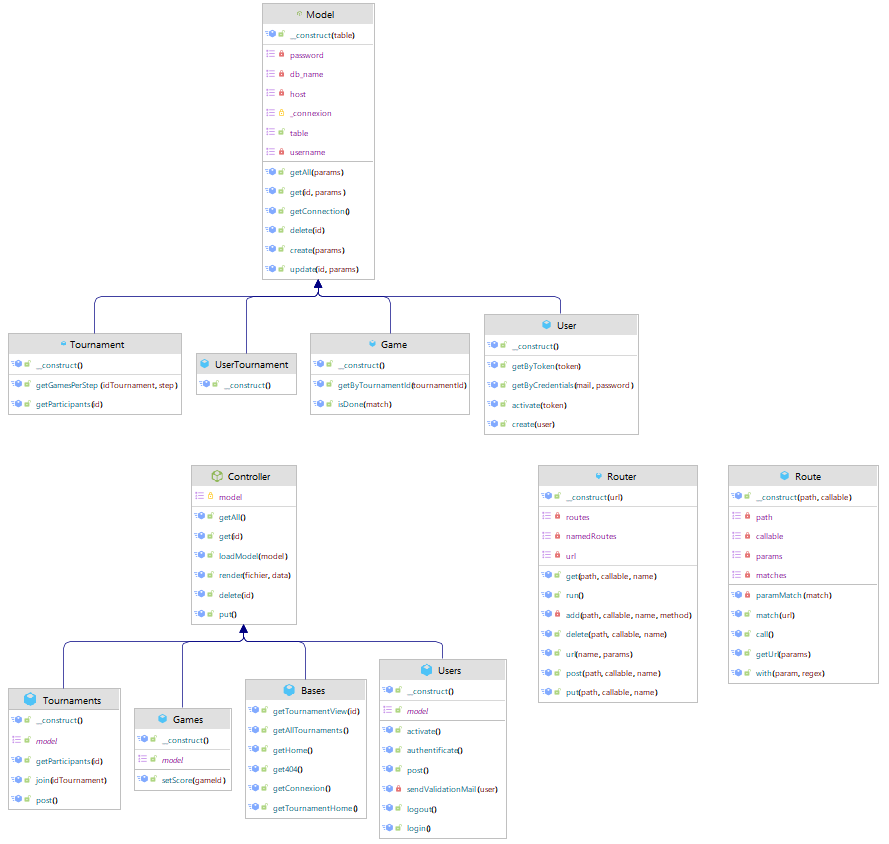 Model
__construct(table)
password
db_name
host
_connexion
table
username
getAll(params)
get(id, params)
getConnection()
delete(id)
create(params)
update(id, params)
Tournament
__construct()
getGamesPerStep(idTournament, step)
getParticipants(id)
UserTournament
__construct()
Game
__construct()
getByTournamentId(tournamentId)
isDone(match)
User
__construct()
getByToken(token)
getByCredentials(mail, password)
activate(token)
create(user)
Controller
model
getAll()
get(id)
loadModel(model)
render(fichier, data)
delete(id)
put()
Router
__construct(url)
routes
namedRoutes
url
get(path, callable, name)
run()
add(path, callable, name, method)
delete(path, callable, name)
url(name, params)
post(path, callable, name)
put(path, callable, name)
Route
__construct(path, callable)
path
callable
params
matches
paramMatch(match)
match(url)
call()
getUrl(params)
with(param, regex)
Tournaments
__construct()
model
getParticipants(id)
join(idTournament)
post()
Games
__construct()
model
setScore(gameId)
Bases
getTournamentView(id)
getAllTournaments()
getHome()
get404()
getConnexion()
getTournamentHome()
Users
__construct()
model
activate()
authentificate()
post()
sendValidationMail(user)
logout()
login()